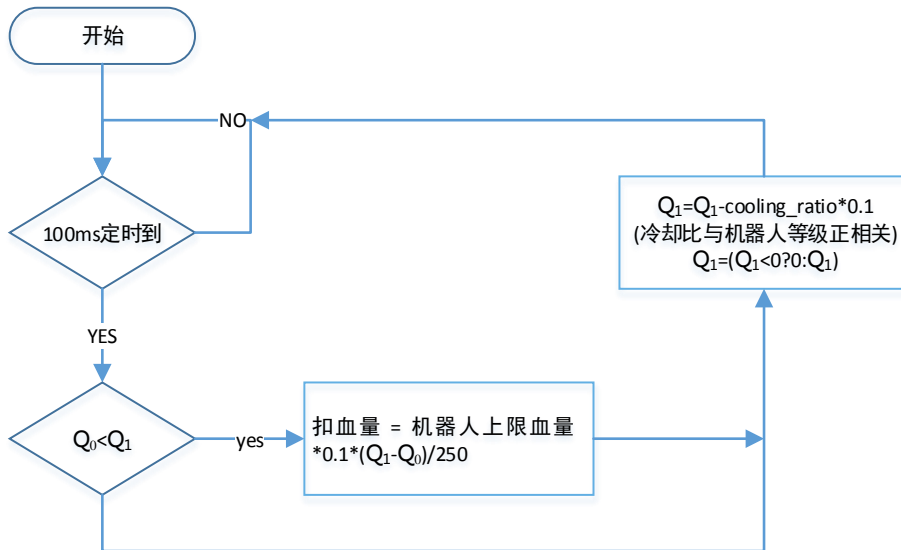 开始
NO
100ms定时到
Q₁=Q₁-cooling_ratio*0.1
(冷却比与机器人等级正相关)
Q₁=(Q₁<0?0:Q₁)
YES
Q₀<Q₁
yes
扣血量 = 机器人上限血量
*0.1*(Q₁-Q₀)/250